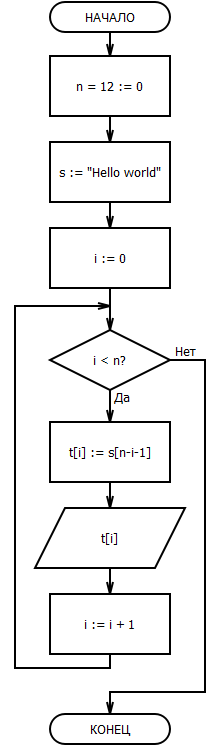 НАЧАЛО
n = 12 := 0
s := "Hello world"
i := 0
i < n?
Нет
Да
t[i] := s[n-i-1]
t[i]
i := i + 1
КОНЕЦ